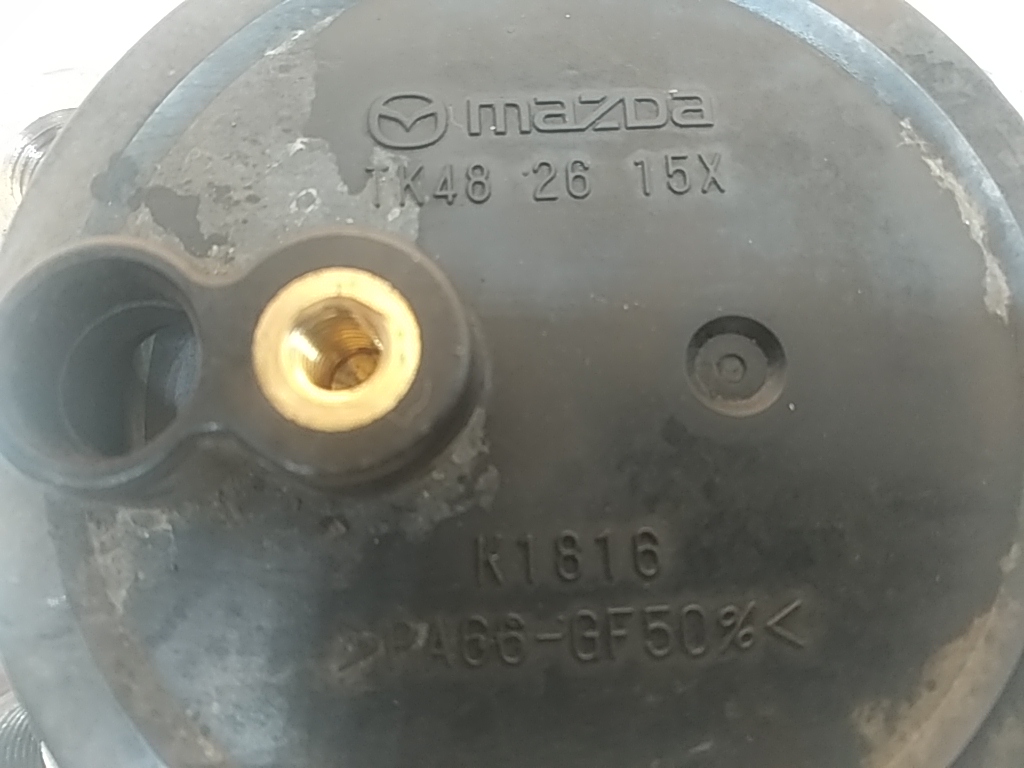 mazda
TK48 26 15X
K1816
>PA66-GF50%<